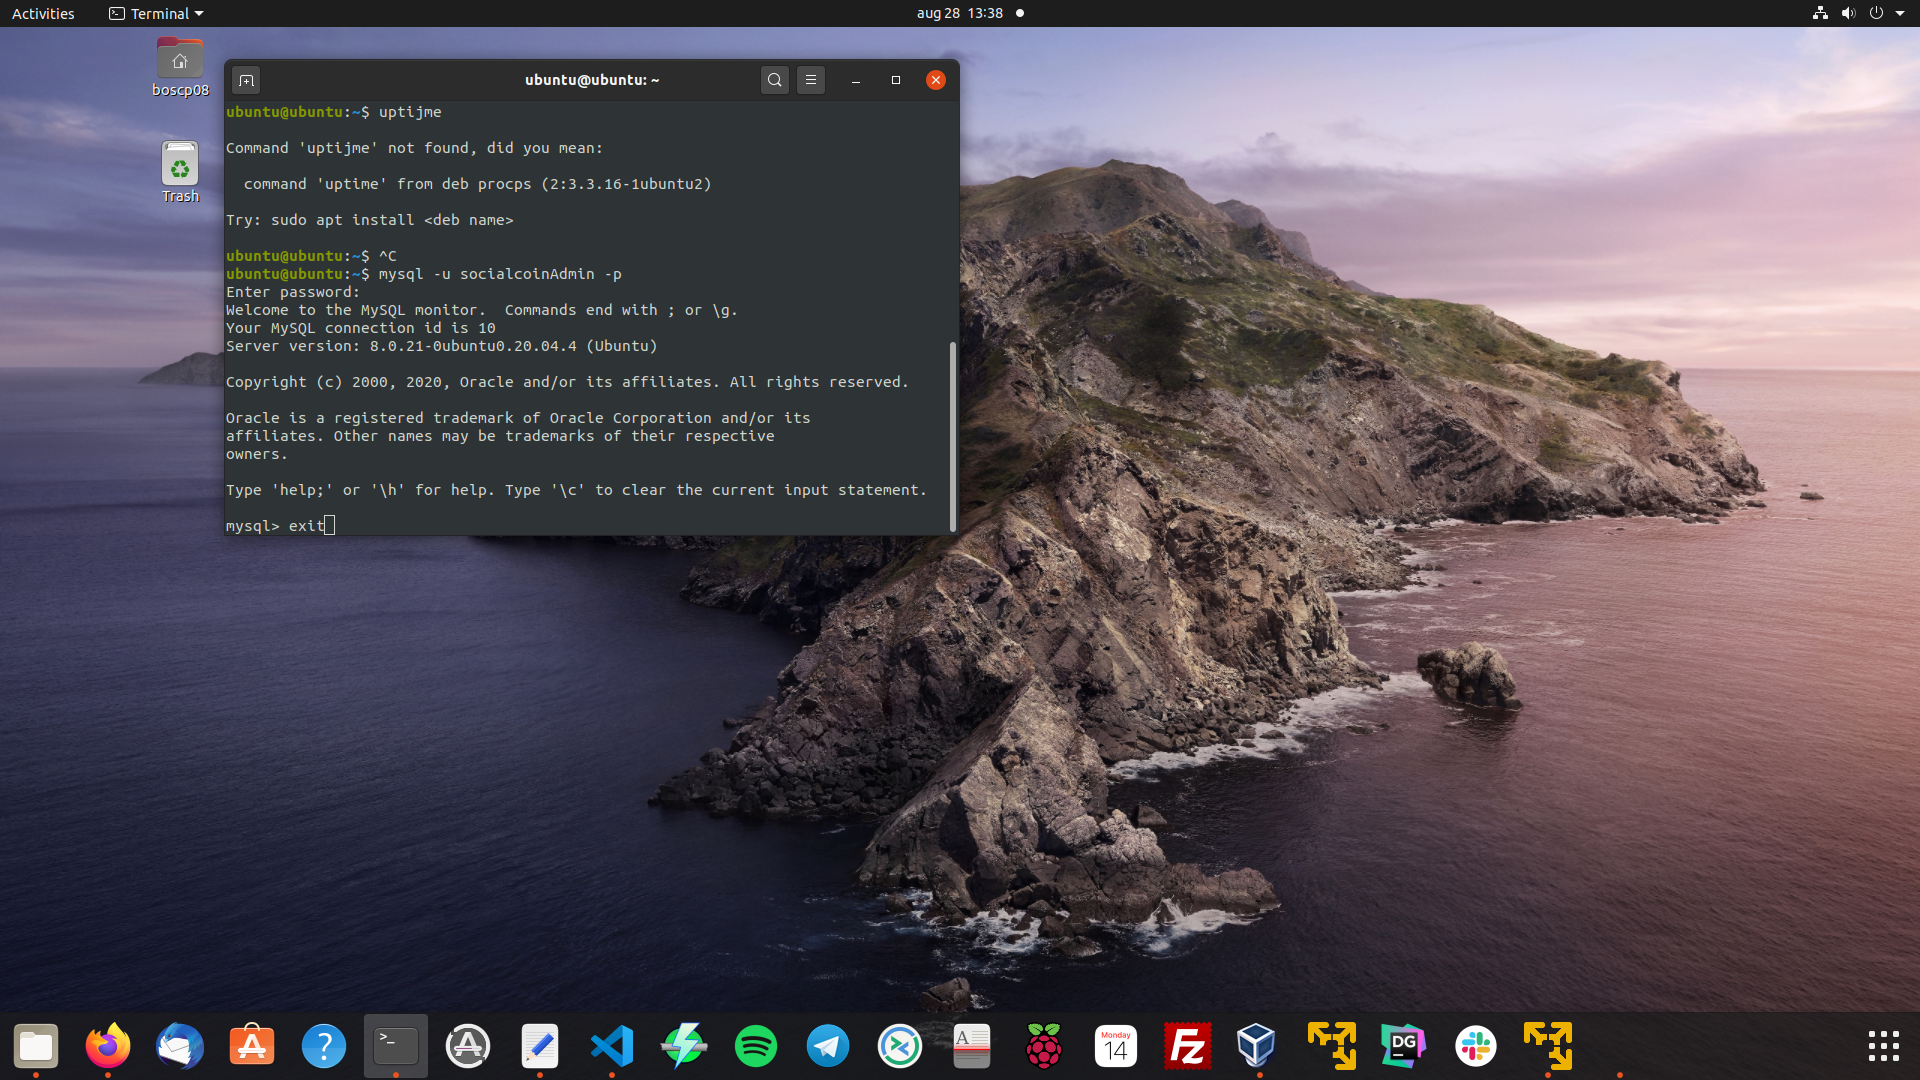 Activities
Terminal
aug 28 13:38
boscp08
Trash
ubuntu@ubuntu: ~
ubuntu@ubuntu:~$ uptijme
Command 'uptijme' not found, did you mean:
command 'uptime' from deb procps (2:3.3.16-1ubuntu2)
Try: sudo apt install <deb name>
ubuntu@ubuntu:~$ ^C
ubuntu@ubuntu:~$ mysql -u socialcoinAdmin -p
Enter password:
Welcome to the MySQL monitor.  Commands end with ; or \g.
Your MySQL connection id is 10
Server version: 8.0.21-0ubuntu0.20.04.4 (Ubuntu)
Copyright (c) 2000, 2020, Oracle and/or its affiliates. All rights reserved.
Oracle is a registered trademark of Oracle Corporation and/or its
affiliates. Other names may be trademarks of their respective
owners.
Type 'help;' or '\h' for help. Type '\c' to clear the current input statement.
mysql> exit
>_
Monday
14
Fz
DG